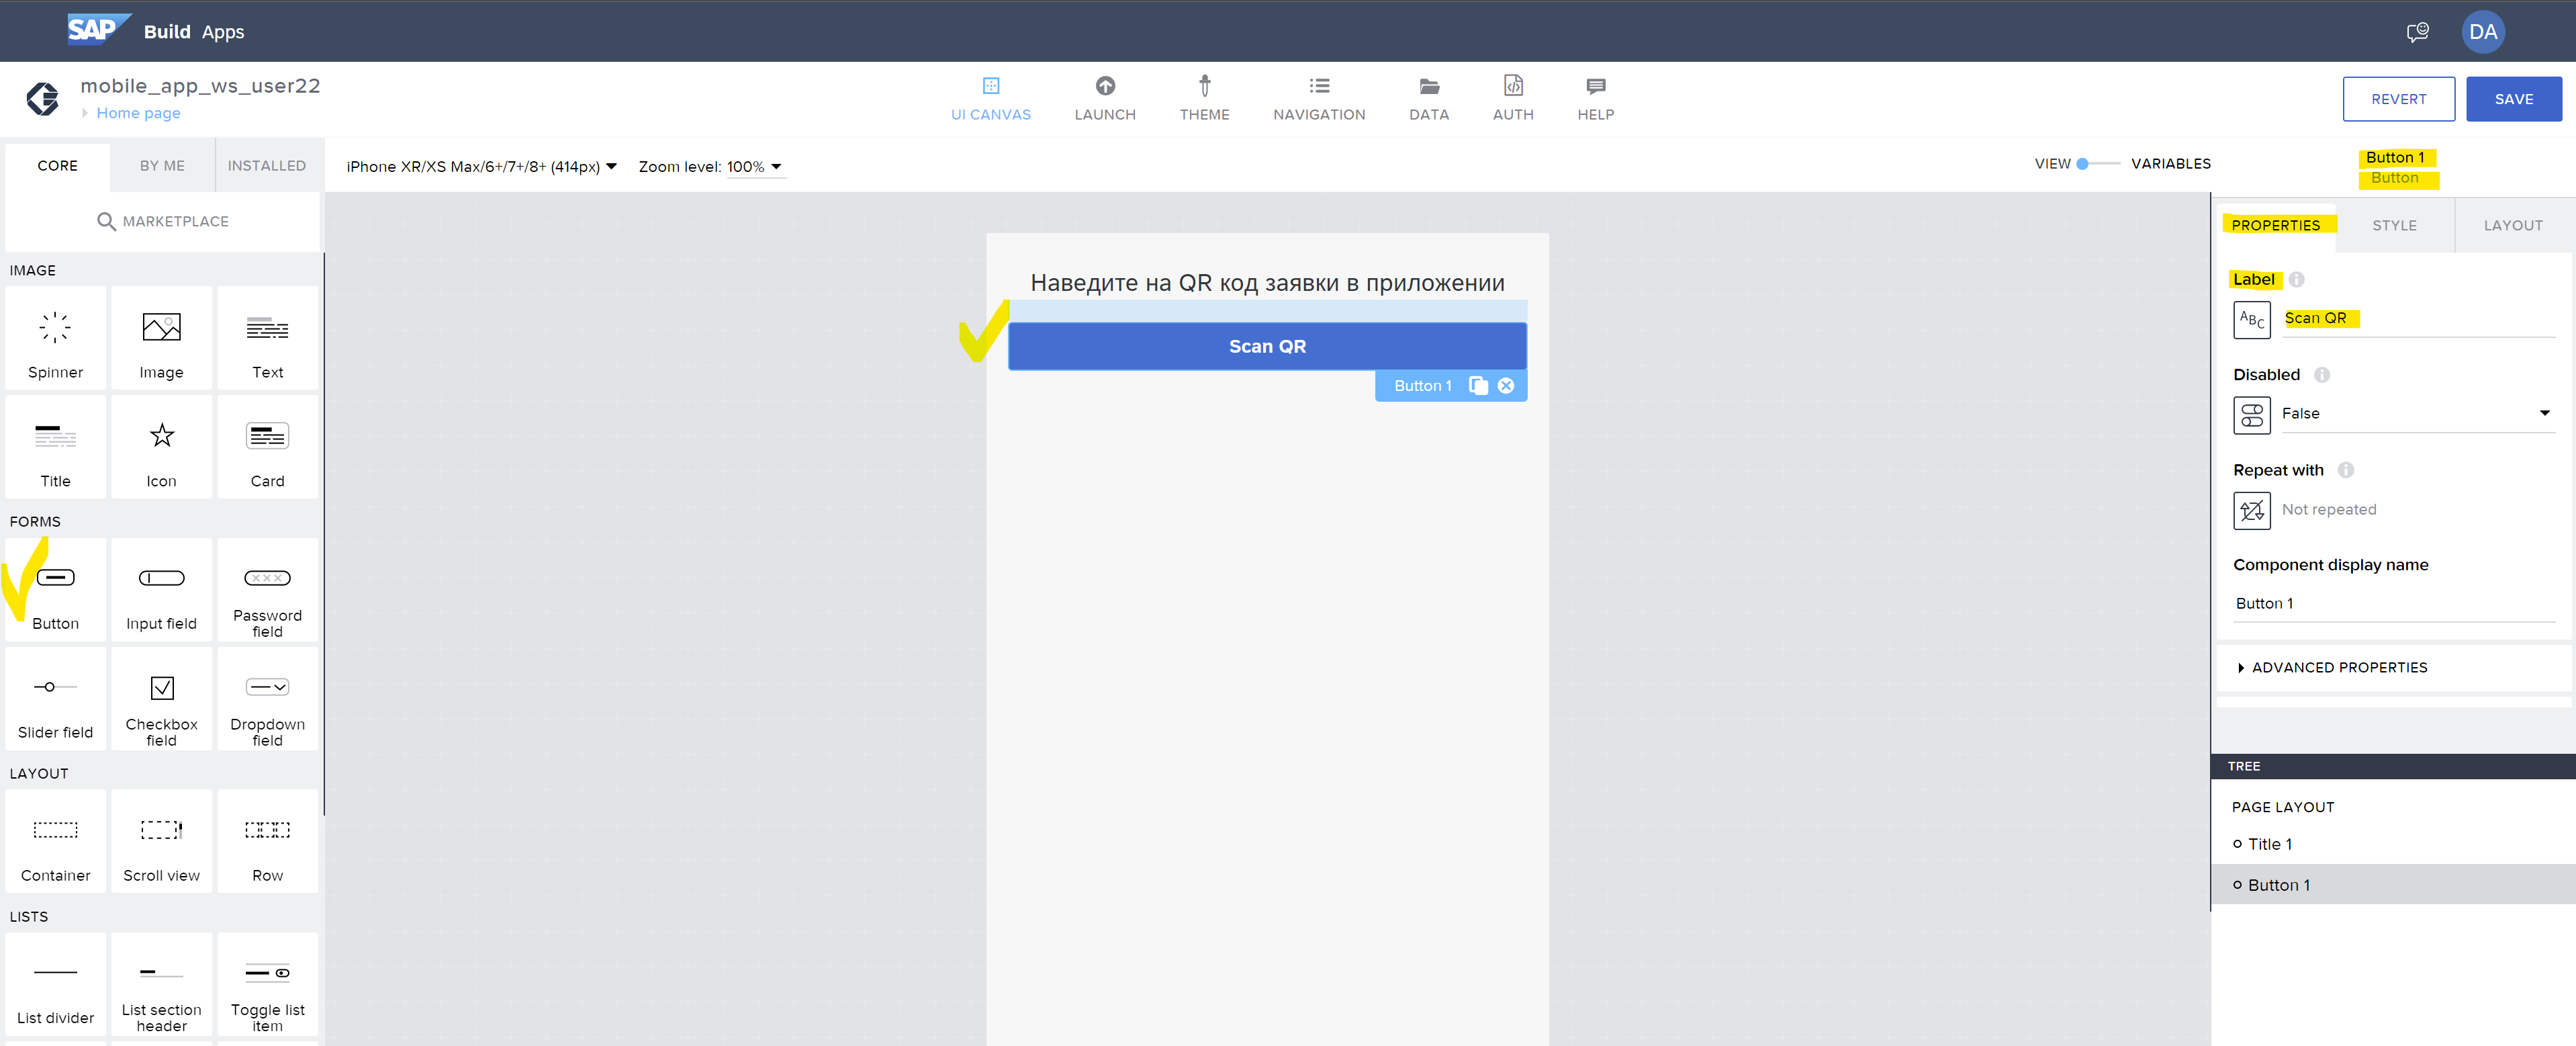 SAP Build Apps
DA
mobile_app_ws_user22
Home page
UI CANVAS
LAUNCH
THEME
NAVIGATION
DATA
AUTH
HELP
REVERT
SAVE
CORE
BY ME
INSTALLED
MARKETPLACE
iPhone XR/XS Max/6+/7+/8+ (414px)
Zoom level: 100%
VIEW
VARIABLES
Button 1
Button
IMAGE
Spinner
Image
Text
Title
Icon
Card
FORMS
Button
Input field
Password
field
Slider field
Checkbox
field
Dropdown
field
LAYOUT
Container
Scroll view
Row
LISTS
List divider
List section
header
Toggle list
item
Наведите на QR код заявки в приложении
Scan QR
Button 1
PROPERTIES
STYLE
LAYOUT
Label
ABC
Scan QR
Disabled
False
Repeat with
Not repeated
Component display name
Button 1
ADVANCED PROPERTIES
TREE
PAGE LAYOUT
Title 1
Button 1